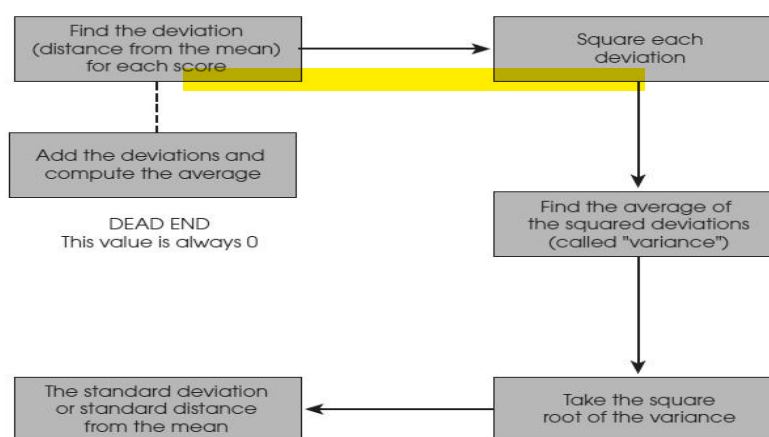 Find the deviation
(distance from the mean)
for each score
Square each
deviation
Add the deviations and
compute the average
DEAD END
This value is always 0
Find the average of
the squared deviations
(called "variance")
Take the square
root of the variance
The standard deviation
or standard distance
from the mean